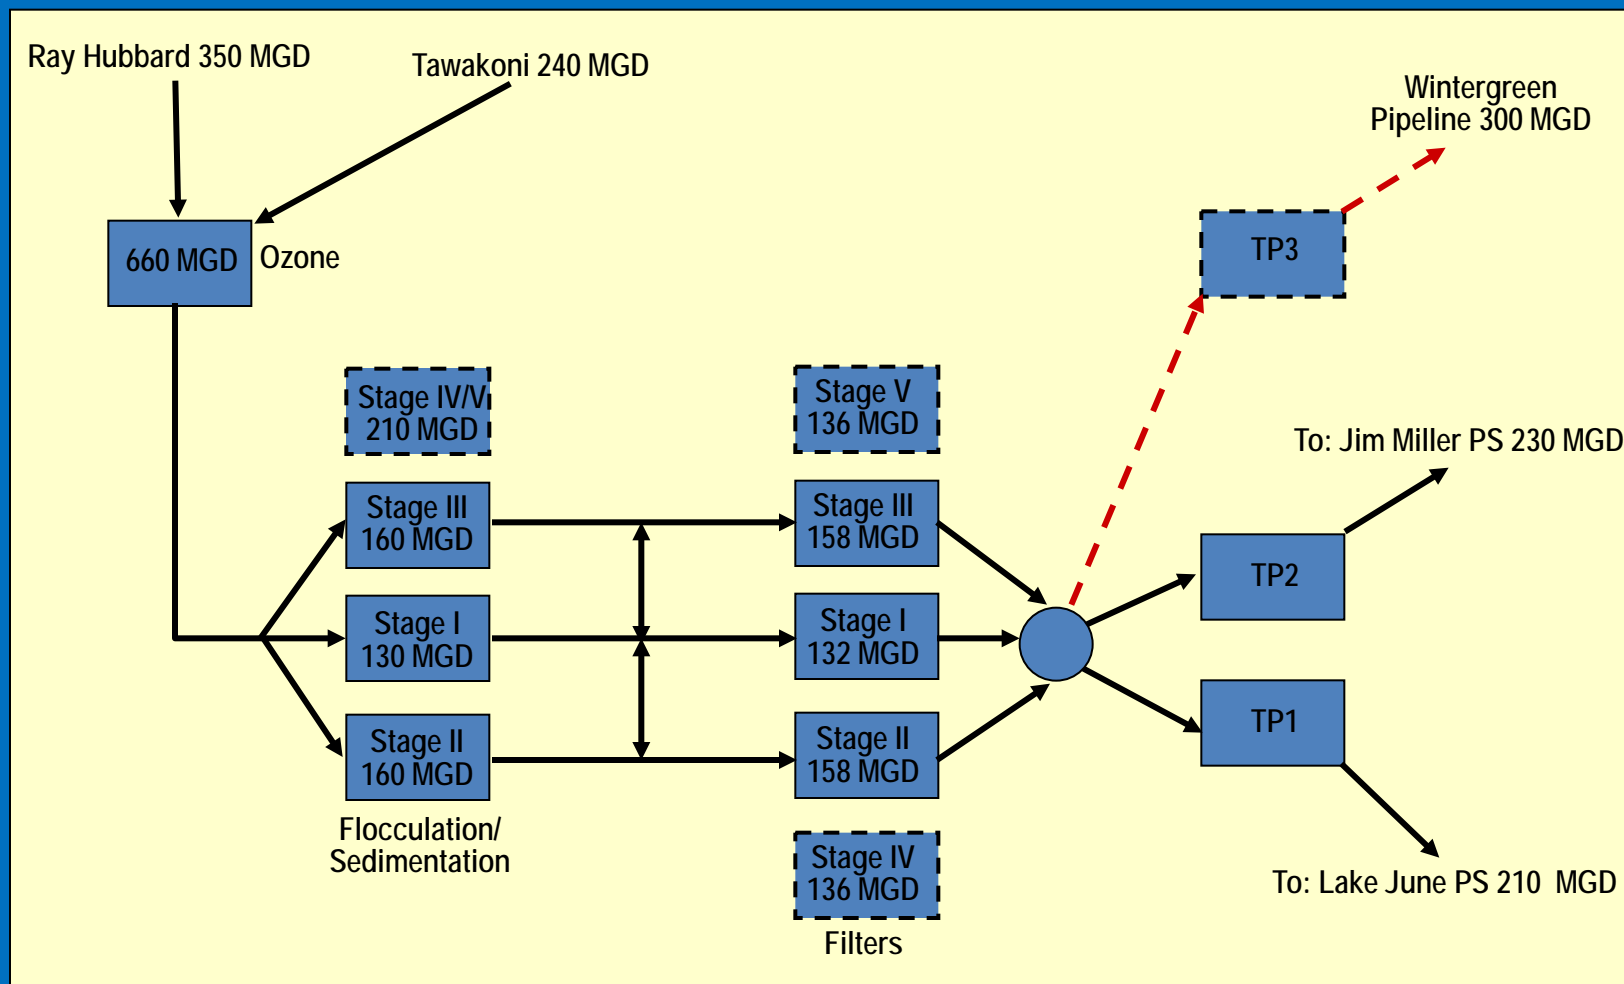 Ray Hubbard 350 MGD
Tawakoni 240 MGD
Wintergreen
Pipeline 300 MGD
660 MGD
Ozone
TP3
Stage IV/V
210 MGD
Stage V
136 MGD
To: Jim Miller PS 230 MGD
Stage III
160 MGD
Stage III
158 MGD
TP2
Stage I
130 MGD
Stage I
132 MGD
TP1
Stage II
160 MGD
Stage II
158 MGD
Flocculation/
Sedimentation
Stage IV
136 MGD
To: Lake June PS 210  MGD
Filters